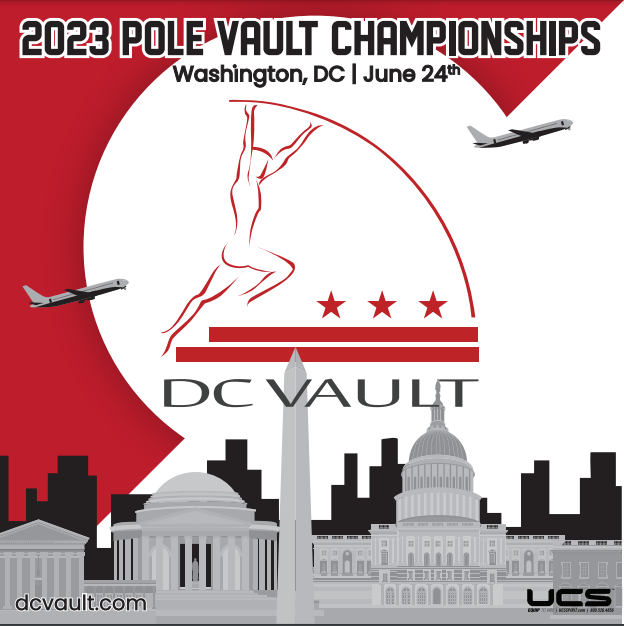 2023 POLE VAULT CHAMPIONSHIPS
Washington, DC | June 24th
DC VAULT
dcvault.com
UCS